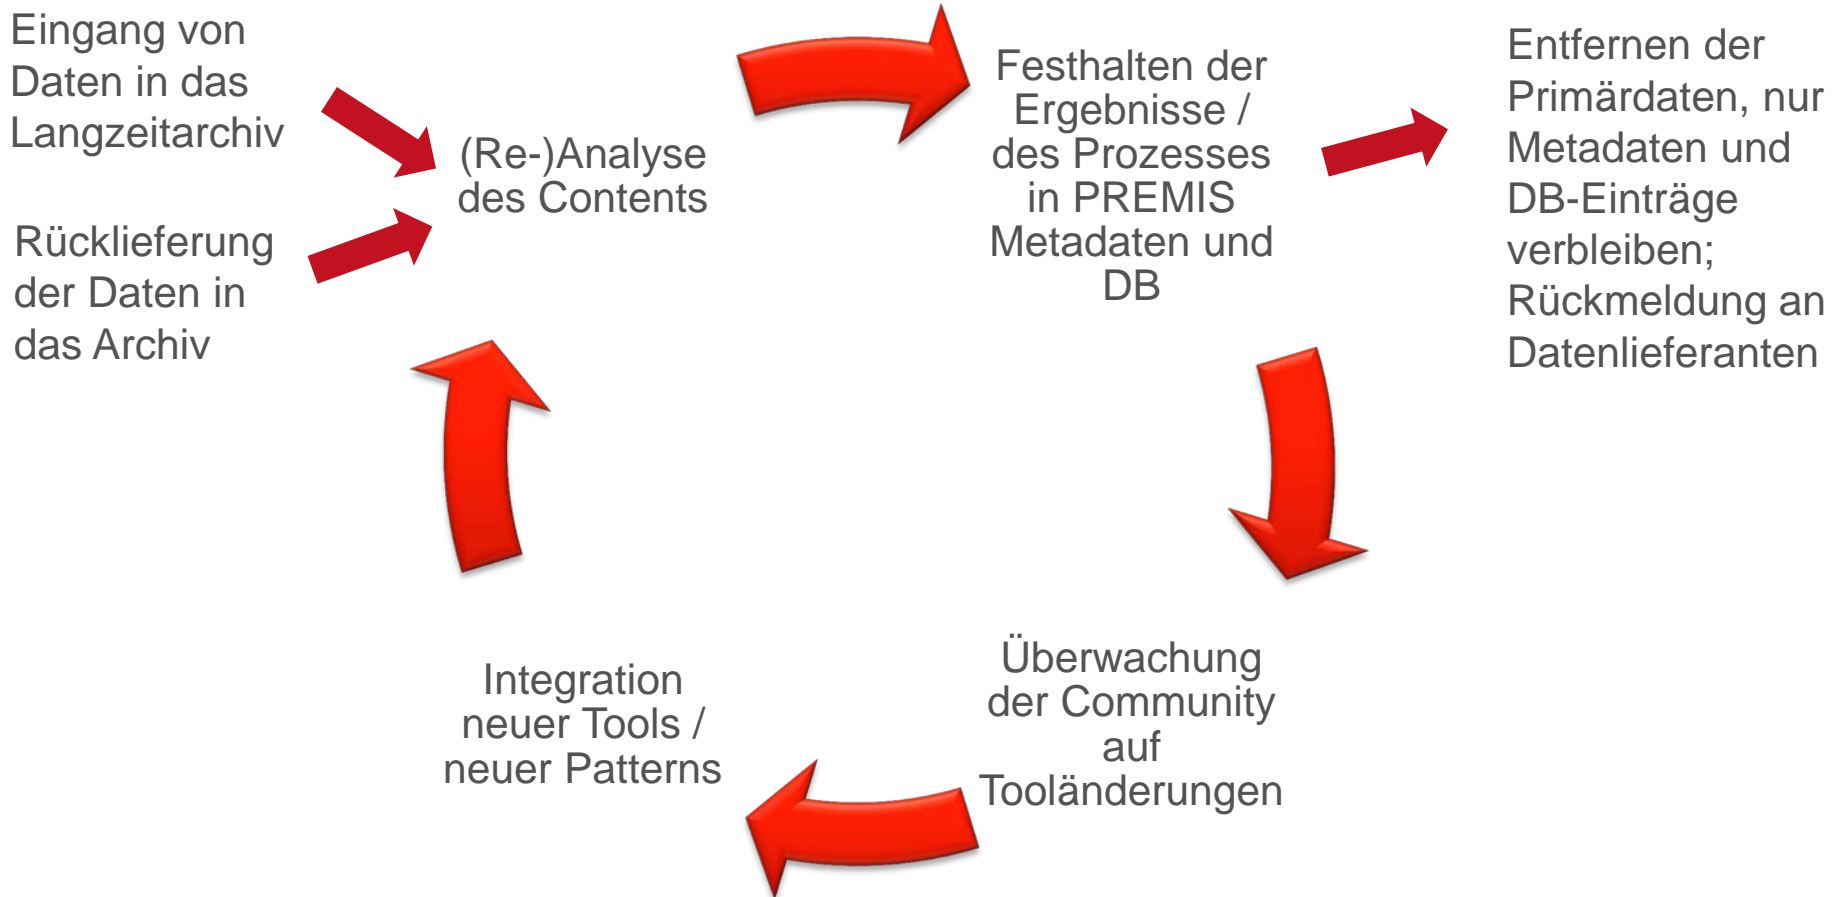 Eingang von
Daten in das
Langzeitarchiv
Rücklieferung
der Daten in
das Archiv
(Re-)Analyse
des Contents
Festhalten der
Ergebnisse /
des Prozesses
in PREMIS
Metadaten und
DB
Entfernen der
Primärdaten, nur
Metadaten und
DB-Einträge
verbleiben;
Rückmeldung an
Datenlieferanten
Überwachung
der Community
auf
Tooländerungen
Integration
neuer Tools /
neuer Patterns